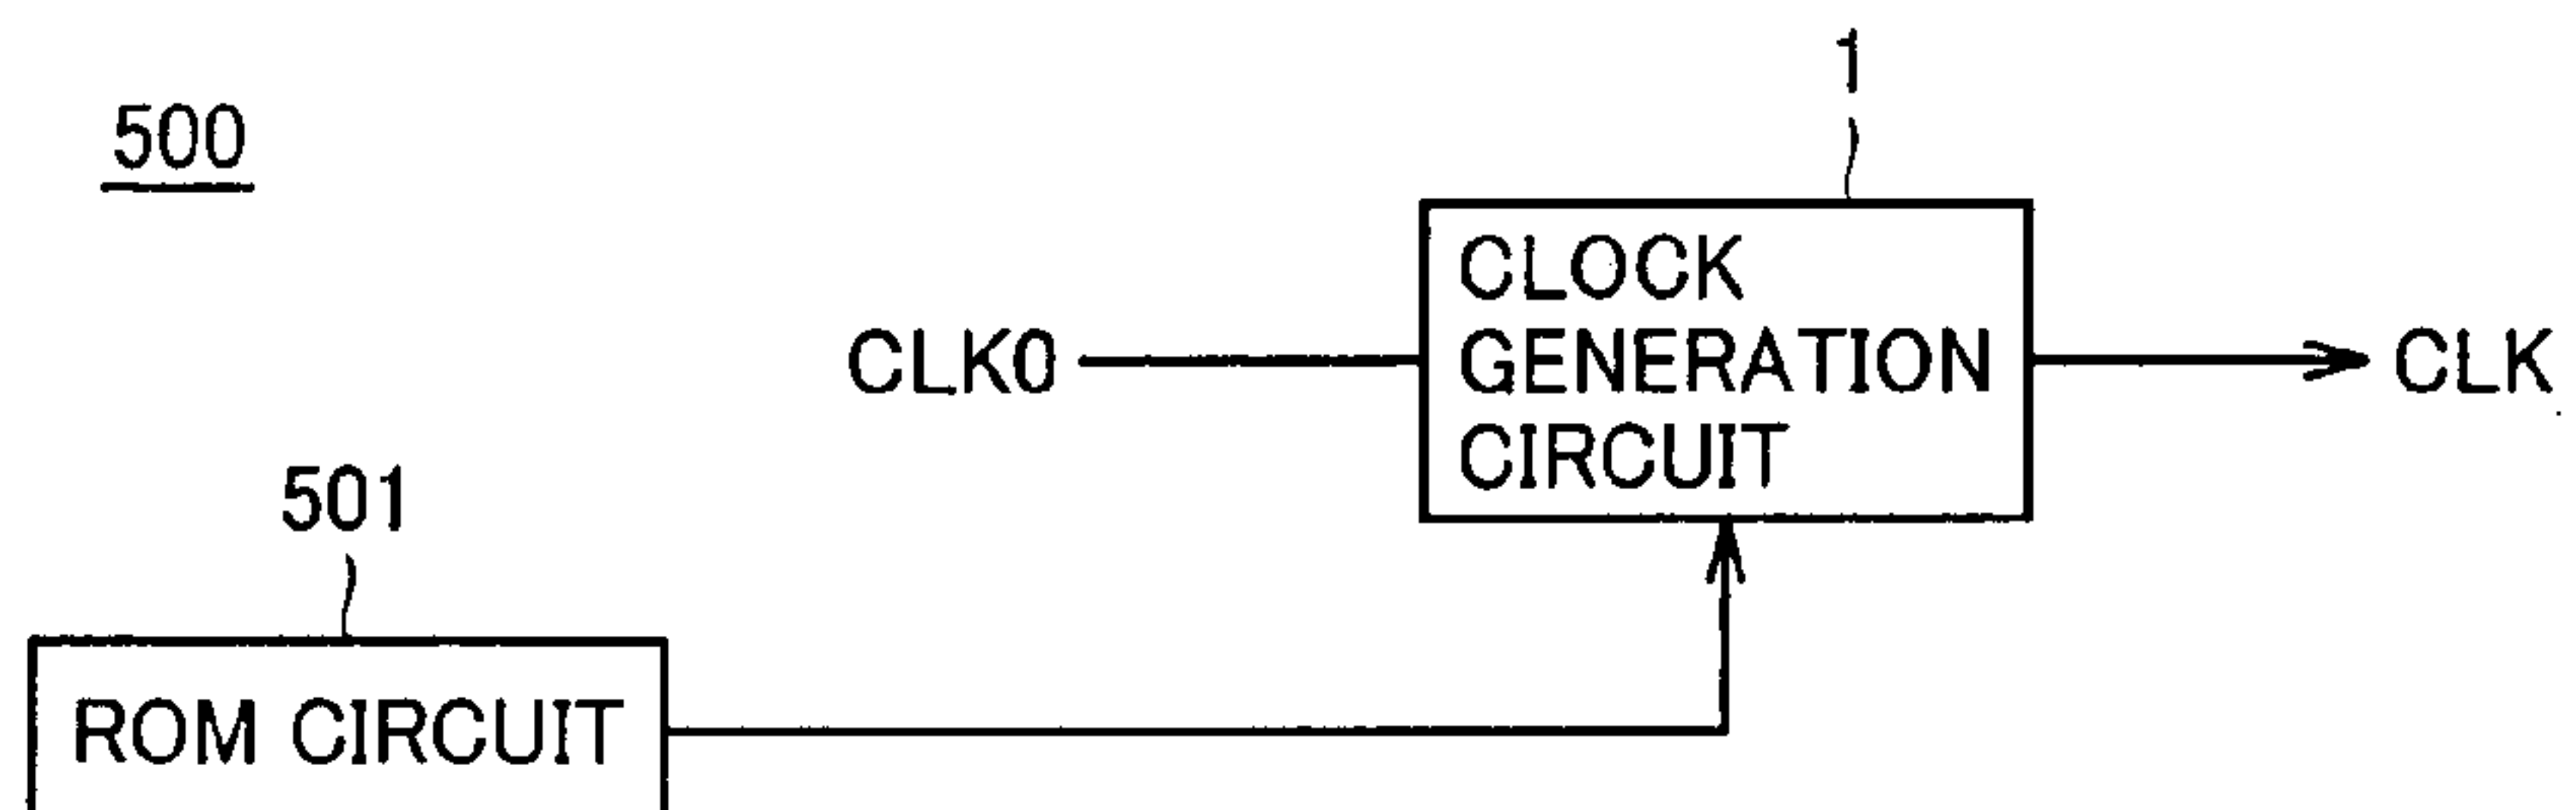 1
500
CLOCK
GENERATION
CIRCUIT
CLK0
CLK
501
ROM CIRCUIT